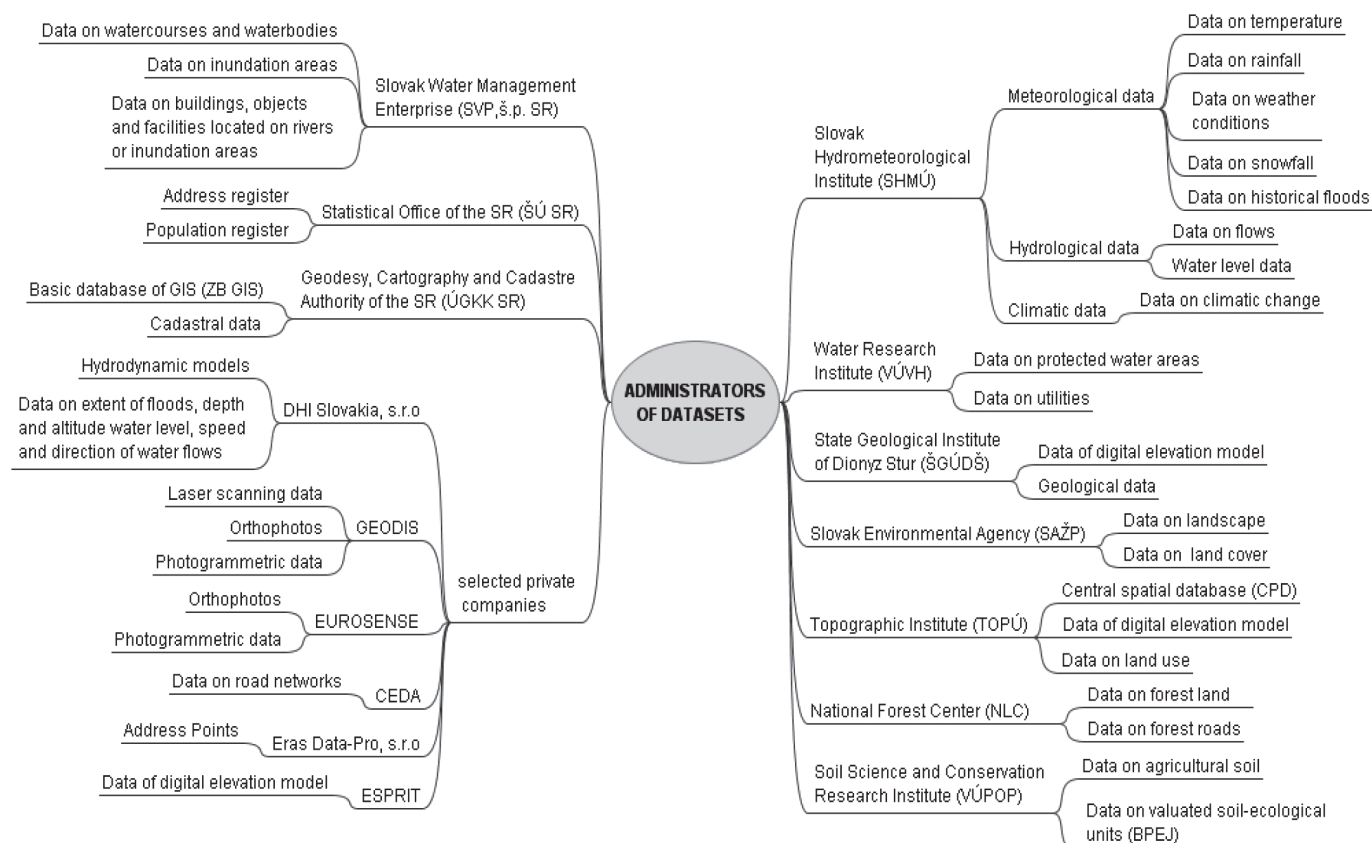 Data on watercourses and waterbodies
Data on inundation areas
Data on buildings, objects
and facilities located on rivers
or inundation areas
Slovak Water Management
Enterprise (SVP,š.p. SR)
Address register
Population register
Statistical Office of the SR (ŠÚ SR)
Basic database of GIS (ZB GIS)
Cadastral data
Geodesy, Cartography and Cadastre
Authority of the SR (ÚGKK SR)
Hydrodynamic models
Data on extent of floods, depth
and altitude water level, speed
and direction of water flows
DHI Slovakia, s.r.o
Laser scanning data
Orthophotos
Photogrammetric data
GEODIS
Orthophotos
Photogrammetric data
EUROSENSE
Data on road networks
CEDA
Address Points
Eras Data-Pro, s.r.o
Data of digital elevation model
ESPRIT
selected private
companies
ADMINISTRATORS
OF DATASETS
Slovak
Hydrometeorological
Institute (SHMÚ)
Meteorological data
Data on temperature
Data on rainfall
Data on weather
conditions
Data on snowfall
Data on historical floods
Hydrological data
Data on flows
Water level data
Climatic data
Data on climatic change
Water Research
Institute (VÚVH)
Data on protected water areas
Data on utilities
State Geological Institute
of Dionyz Stur (ŠGÚDŠ)
Data of digital elevation model
Geological data
Slovak Environmental Agency (SAŽP)
Data on landscape
Data on land cover
Topographic Institute (TOPÚ)
Central spatial database (CPD)
Data of digital elevation model
Data on land use
National Forest Center (NLC)
Data on forest land
Data on forest roads
Soil Science and Conservation
Research Institute (VÚPOP)
Data on agricultural soil
Data on valuated soil-ecological
units (BPEJ)